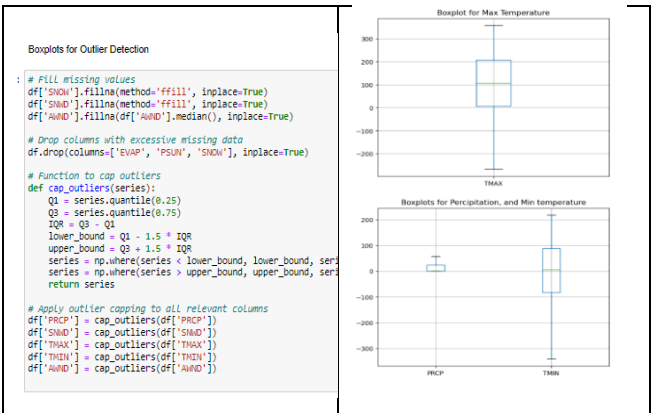 Boxplots for Outlier Detection
:
# Fill missing values
df['SNOW'].fillna(method='ffill', inplace=True)
df['SNWD'].fillna(method='ffill', inplace=True)
df['AWND'].fillna(df['AWND'].median(), inplace=True)
# Drop columns with excessive missing data
df.drop(columns=['EVAP', 'PSUN', 'SNOW'], inplace=True)
# Function to cap outliers
def cap_outliers(series):
Q1 = series.quantile(0.25)
Q3 = series.quantile(0.75)
IQR = Q3 - Q1
lower_bound = Q1 - 1.5 * IQR
upper_bound = Q3 + 1.5 * IQR
series = np.where(series < lower_bound, lower_bound, seri
series = np.where(series > upper_bound, upper_bound, seri
return series
# Apply outlier capping to all relevant columns
df['PRCP'] = cap_outliers(df['PRCP'])
df['SNWD'] = cap_outliers(df['SNWD'])
df['TMAX'] = cap_outliers(df['TMAX'])
df['TMIN'] = cap_outliers(df['TMIN'])
df['AWND'] = cap_outliers(df['AWND'])
Boxplot for Max Temperature
300
200
100
0
-100
-200
TMAX
Boxplots for Percipitation, and Min temperature
200
100
0
-100
-200
-300
PRCP TMIN